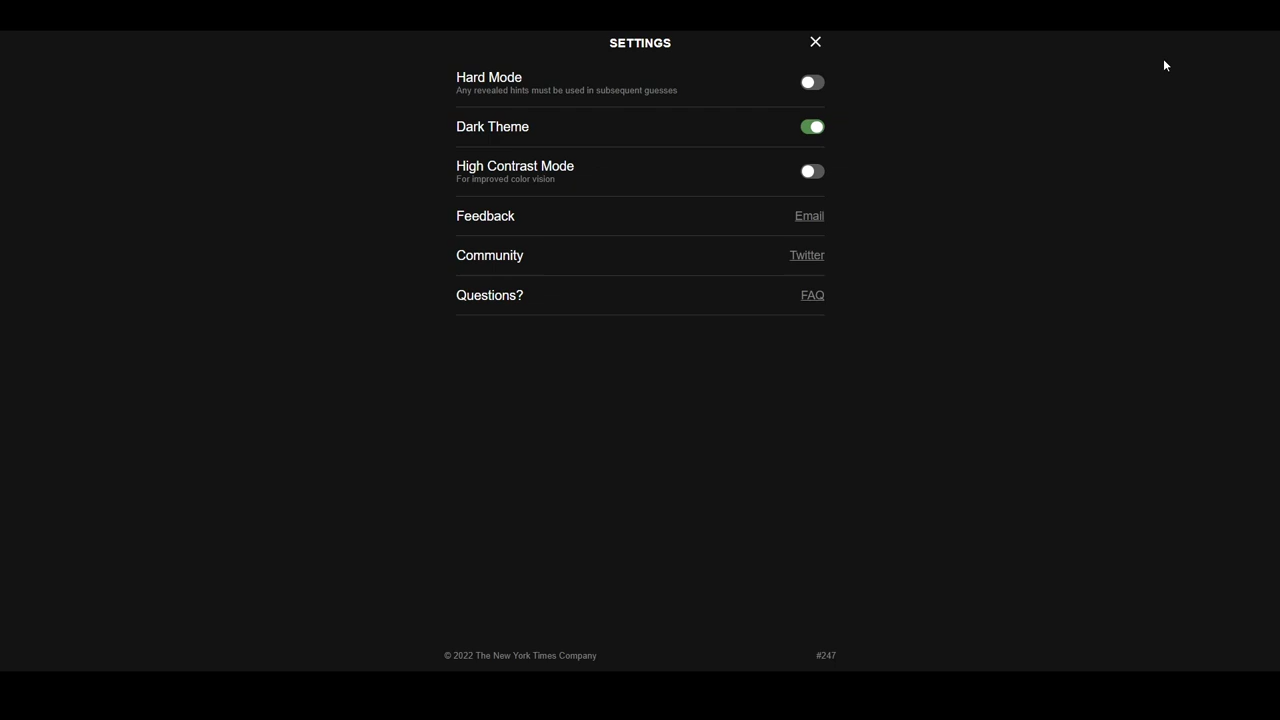 SETTINGS
Hard Mode
Any revealed hints must be used in subsequent guesses
Dark Theme
High Contrast Mode
For improved color vision
Feedback Email
Community Twitter
Questions? FAQ
© 2022 The New York Times Company #247